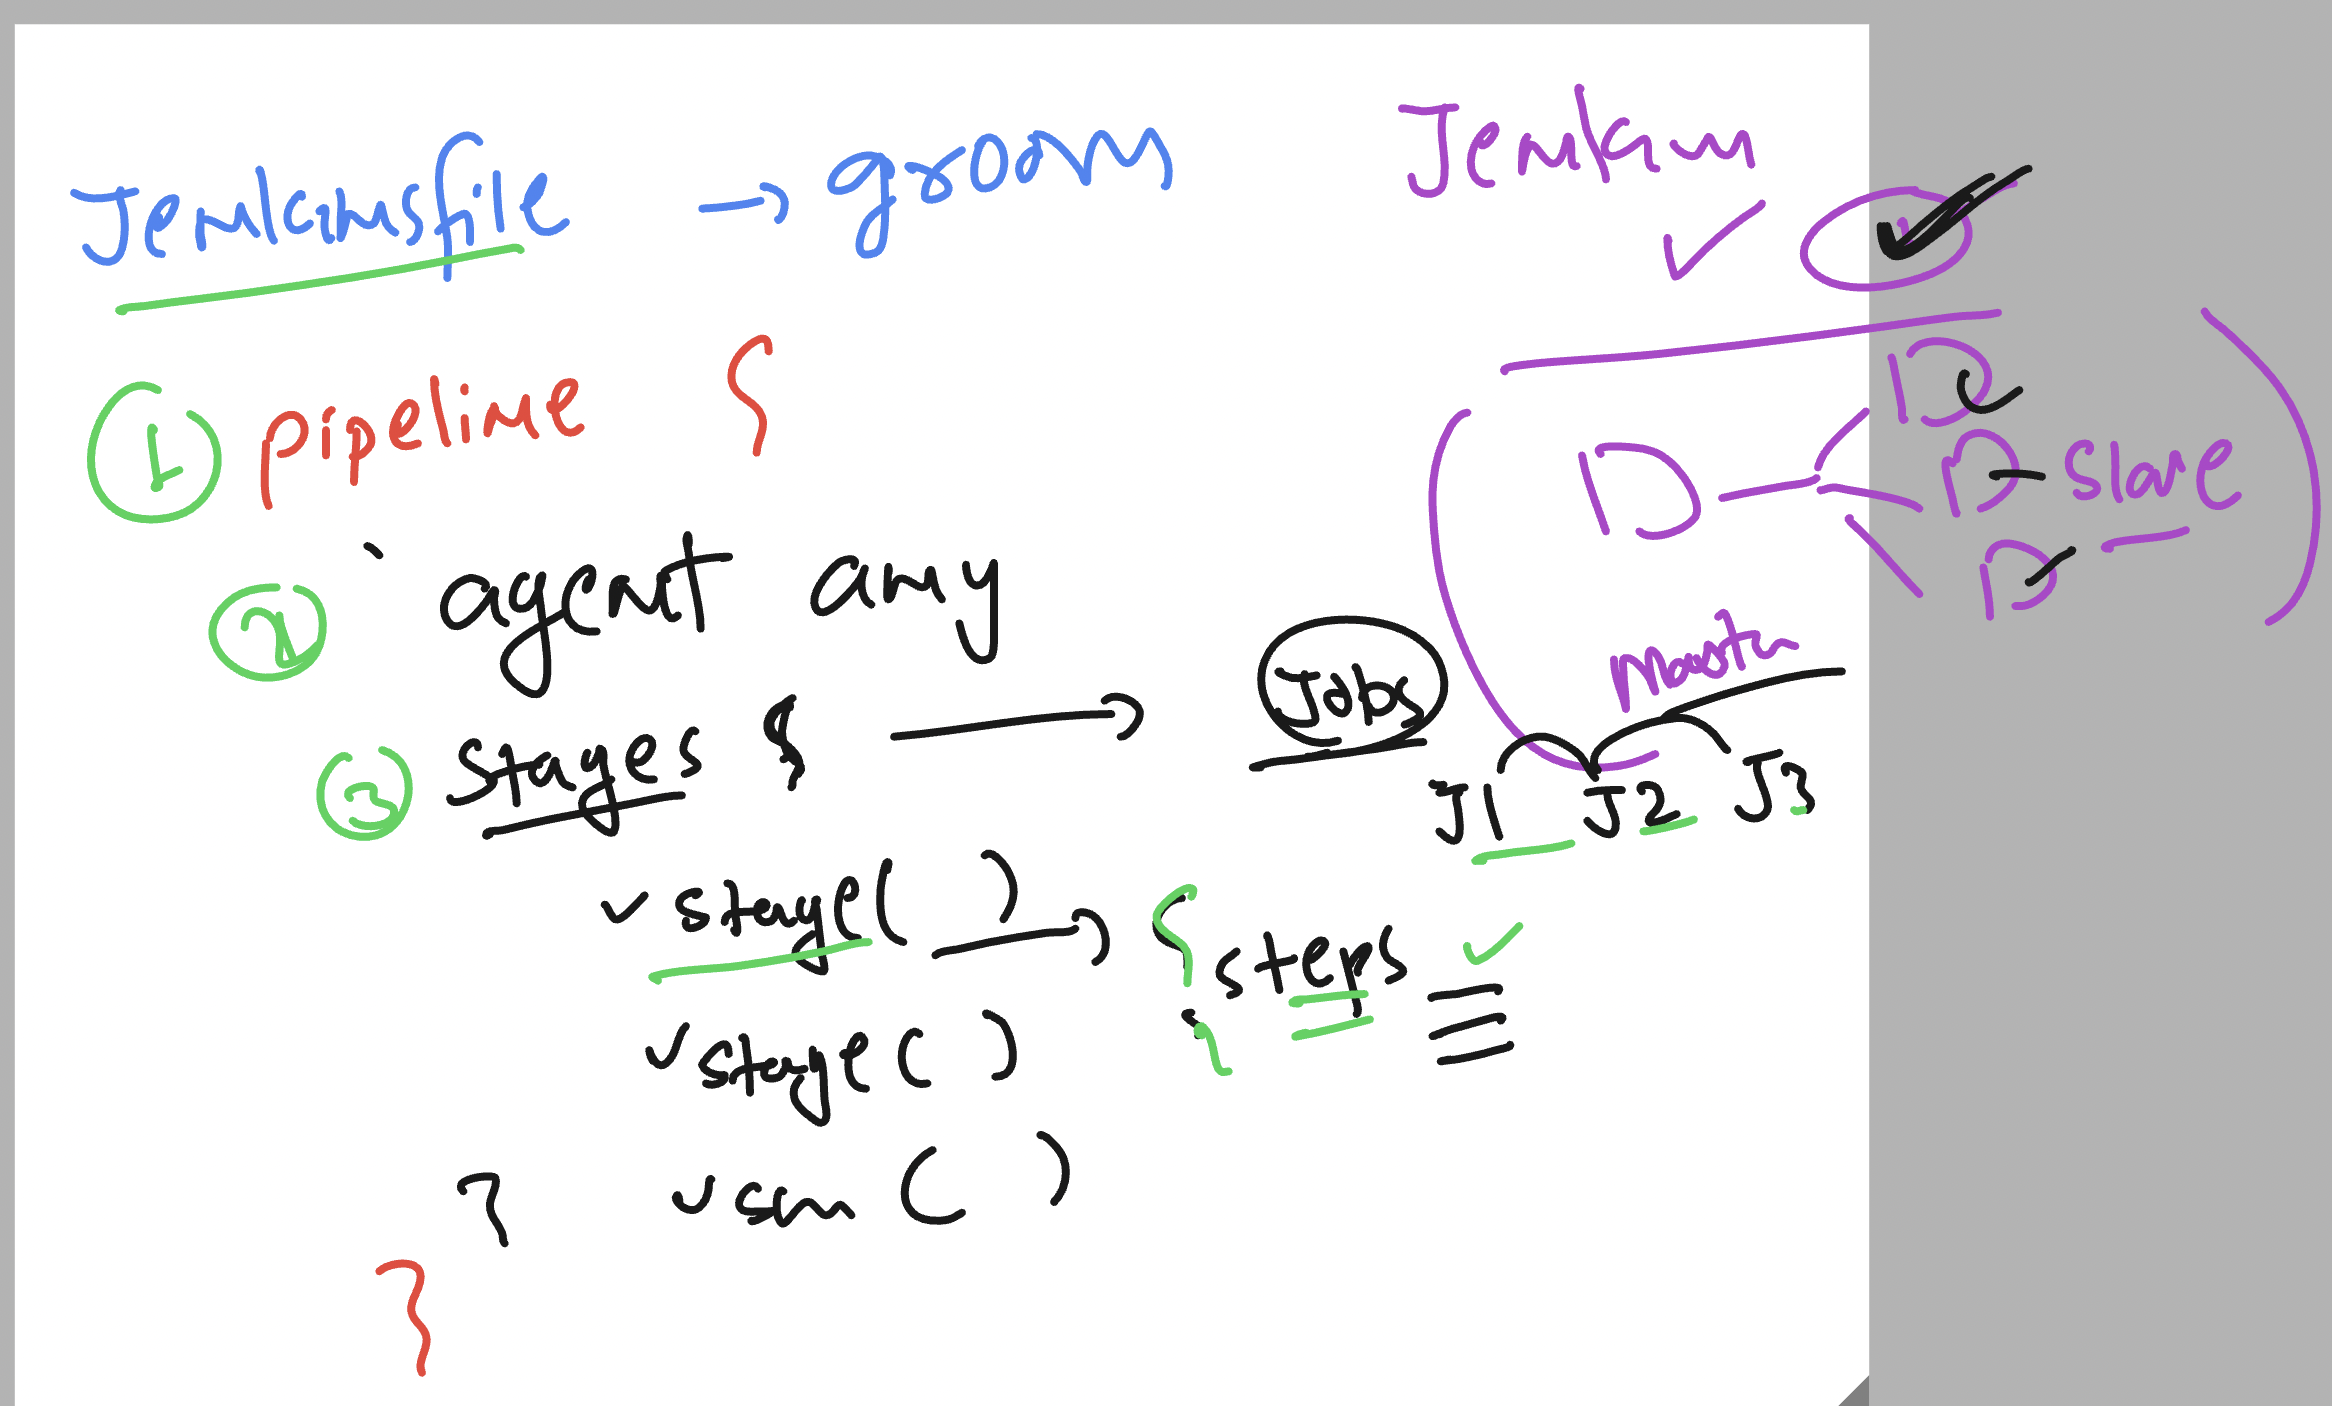 Jenkinsfile → groovy
① pipeline {
② agent any
③ stages { → Jobs
✓ stage( ) → { steps ✓
}
✓ stage ( )
}
}
Jenkins ✓
D
D
D - slave
D
Master
J1 J2 J3